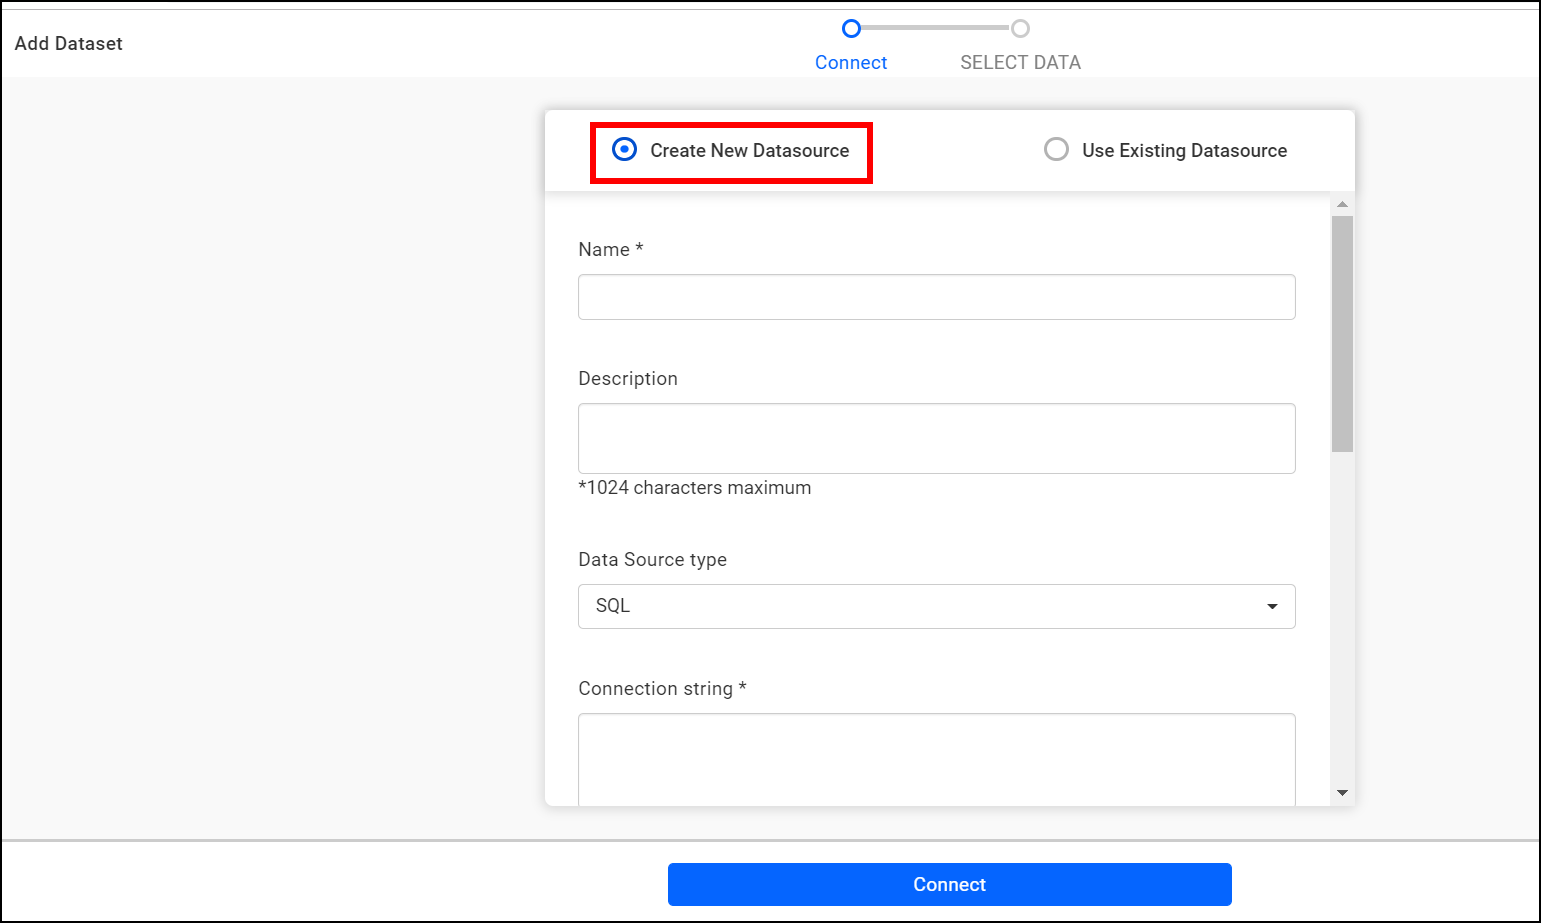 Add Dataset
Connect
SELECT DATA
Create New Datasource
Use Existing Datasource
Name *
Description
*1024 characters maximum
Data Source type
SQL
Connection string *
Connect